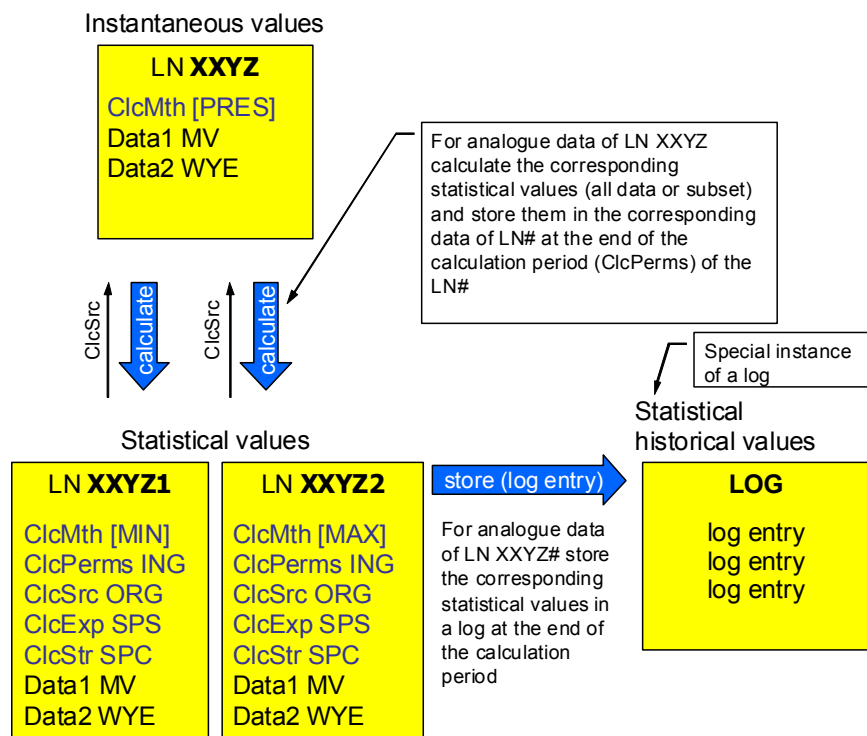 Instantaneous values
LN XXYZ
ClcMth [PRES]
Data1 MV
Data2 WYE
For analogue data of LN XXYZ
calculate the corresponding
statistical values (all data or subset)
and store them in the corresponding
data of LN# at the end of the
calculation period (ClcPerms) of the
LN#
ClcSrc
calculate
ClcSrc
calculate
Special instance
of a log
Statistical values
Statistical
historical values
LN XXYZ1
ClcMth [MIN]
ClcPerms ING
ClcSrc ORG
ClcExp SPS
ClcStr SPC
Data1 MV
Data2 WYE
LN XXYZ2
ClcMth [MAX]
ClcPerms ING
ClcSrc ORG
ClcExp SPS
ClcStr SPC
Data1 MV
Data2 WYE
store (log entry)
For analogue data
of LN XXYZ# store
the corresponding
statistical values in
a log at the end of
the calculation
period
LOG
log entry
log entry
log entry